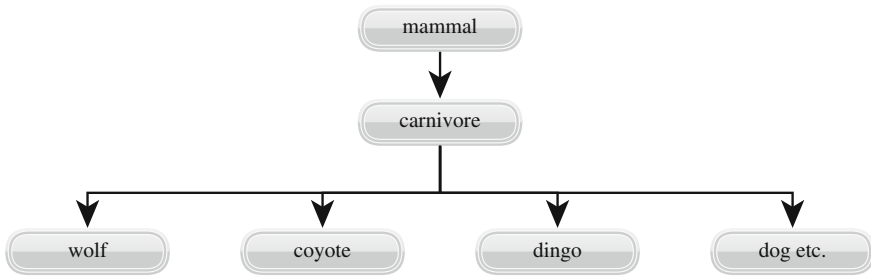 mammal
carnivore
wolf
coyote
dingo
dog etc.